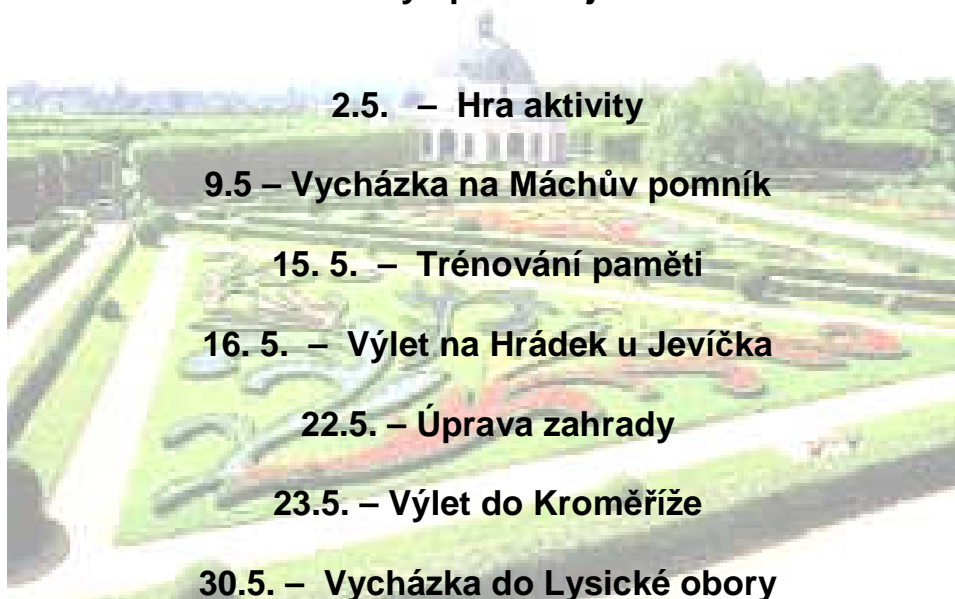 2.5. – Hra aktivity
9.5 – Vycházka na Máchův pomník
15. 5. – Trénování paměti
16. 5. – Výlet na Hrádek u Jevíčka
22.5. – Úprava zahrady
23.5. – Výlet do Kroměříže
30.5. – Vycházka do Lysické obory